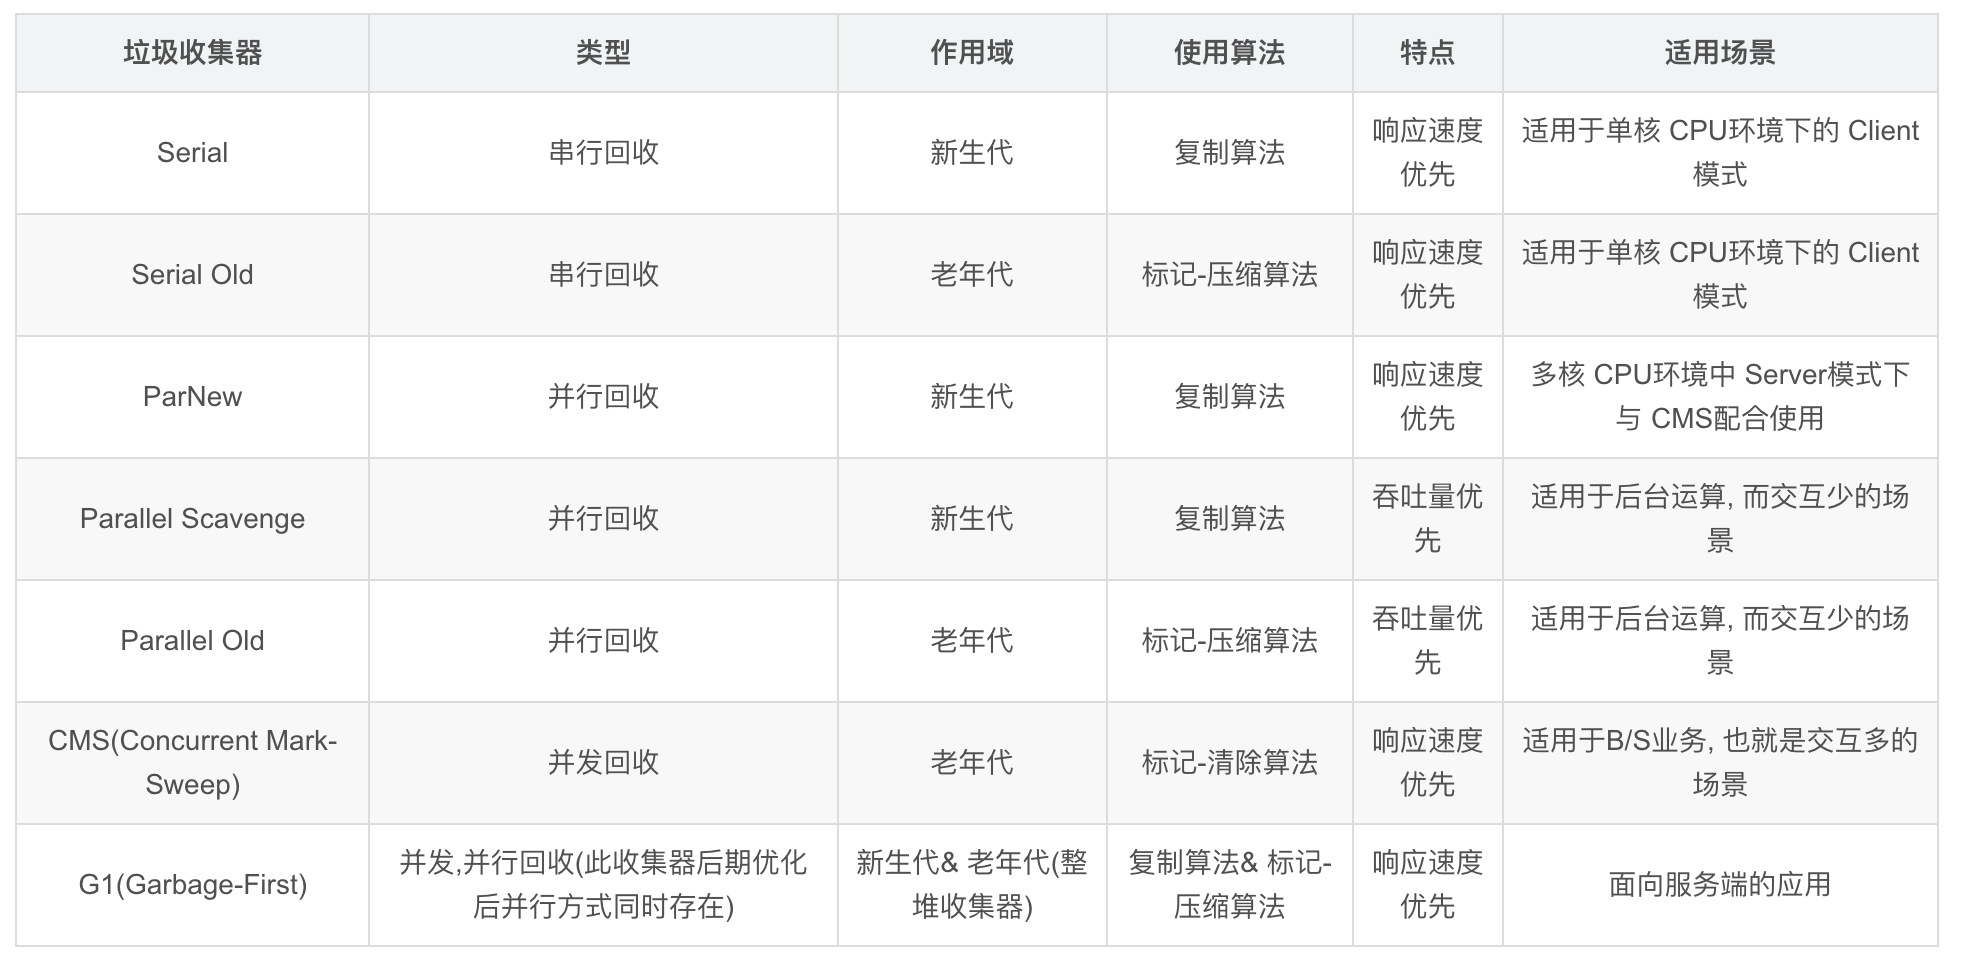 垃圾收集器 类型 作用域 使用算法 特点 适用场景
Serial 串行回收 新生代 复制算法 响应速度
优先 适用于单核 CPU环境下的 Client
模式
Serial Old 串行回收 老年代 标记-压缩算法 响应速度
优先 适用于单核 CPU环境下的 Client
模式
ParNew 并行回收 新生代 复制算法 响应速度
优先 多核 CPU环境中 Server模式下
与 CMS配合使用
Parallel Scavenge 并行回收 新生代 复制算法 吞吐量优
先 适用于后台运算, 而交互少的场
景
Parallel Old 并行回收 老年代 标记-压缩算法 吞吐量优
先 适用于后台运算, 而交互少的场
景
CMS(Concurrent Mark-
Sweep) 并发回收 老年代 标记-清除算法 响应速度
优先 适用于B/S业务, 也就是交互多的
场景
G1(Garbage-First) 并发,并行回收(此收集器后期优化
后并行方式同时存在) 新生代& 老年代(整
堆收集器) 复制算法& 标记-
压缩算法 响应速度
优先 面向服务端的应用